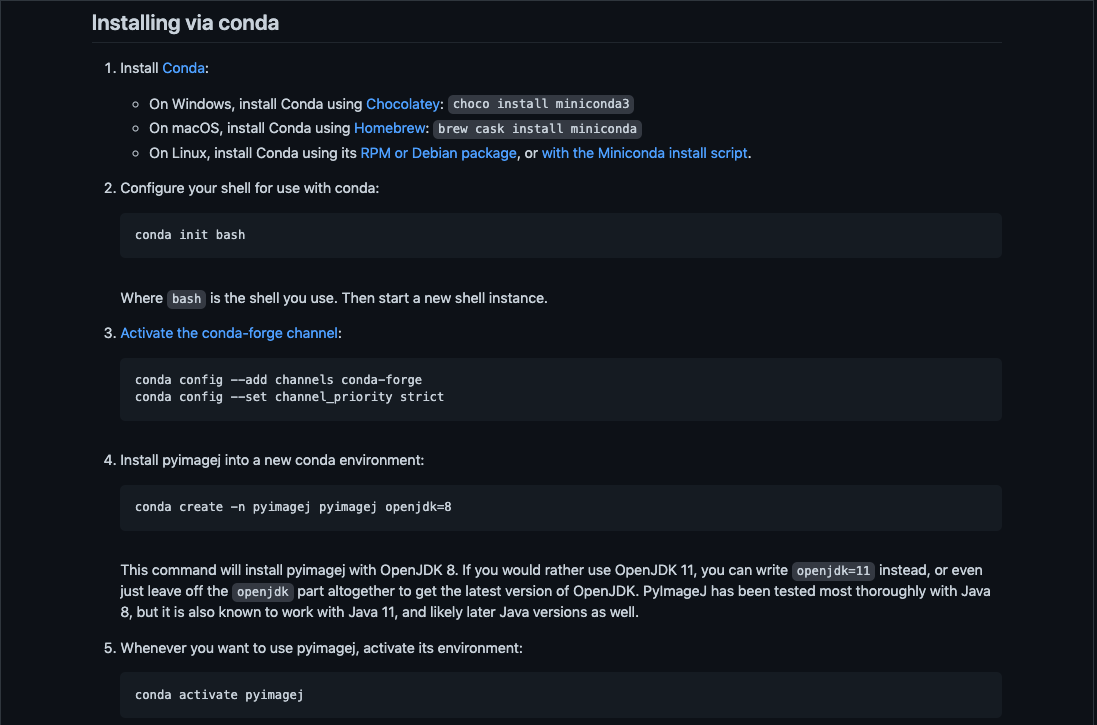 Installing via conda
1. Install Conda:
On Windows, install Conda using Chocolatey: choco install miniconda3
On macOS, install Conda using Homebrew: brew cask install miniconda
On Linux, install Conda using its RPM or Debian package, or with the Miniconda install script.
2. Configure your shell for use with conda:
conda init bash
Where bash is the shell you use. Then start a new shell instance.
3. Activate the conda-forge channel:
conda config --add channels conda-forge
conda config --set channel_priority strict
4. Install pyimagej into a new conda environment:
conda create -n pyimagej pyimagej openjdk=8
This command will install pyimagej with OpenJDK 8. If you would rather use OpenJDK 11, you can write openjdk=11 instead, or even
just leave off the openjdk part altogether to get the latest version of OpenJDK. PyImageJ has been tested most thoroughly with Java
8, but it is also known to work with Java 11, and likely later Java versions as well.
5. Whenever you want to use pyimagej, activate its environment:
conda activate pyimagej